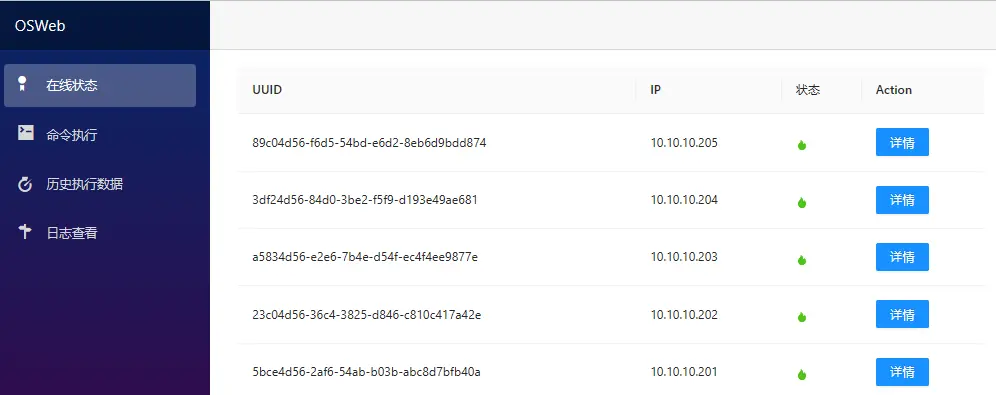 OSWeb
在线状态
命令执行
历史执行数据
日志查看
UUID IP 状态 Action
89c04d56-f6d5-54bd-e6d2-8eb6d9bdd874 10.10.10.205 详情
3df24d56-84d0-3be2-f5f9-d193e49ae681 10.10.10.204 详情
a5834d56-e2e6-7b4e-d54f-ec4f4ee9877e 10.10.10.203 详情
23c04d56-36c4-3825-d846-c810c417a42e 10.10.10.202 详情
5bce4d56-2af6-54ab-b03b-abc8d7bfb40a 10.10.10.201 详情